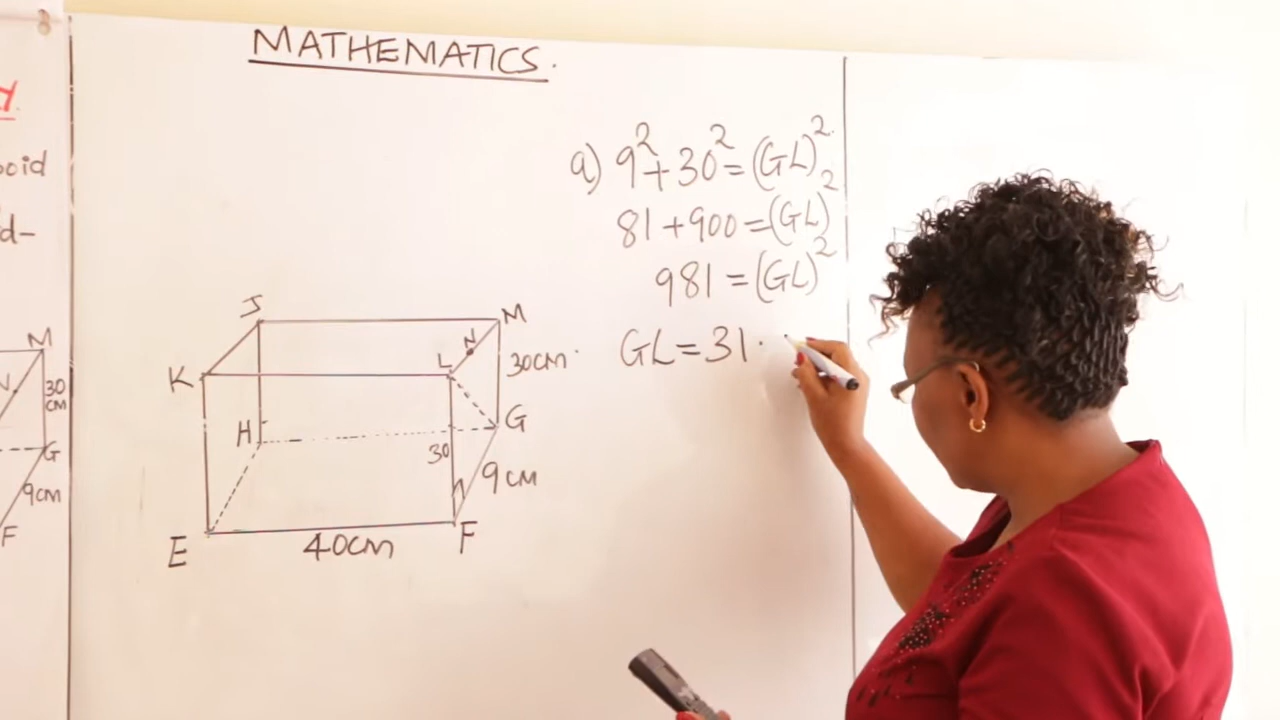 MATHEMATICS.
a) 9² + 30² = (GL)²
81 + 900 = (GL)²
981 = (GL)²
GL = 31.
J
M
N
K
L
30cm.
H
G
30
9cm
E
40cm
F
M
30
CM
G
9cm
F